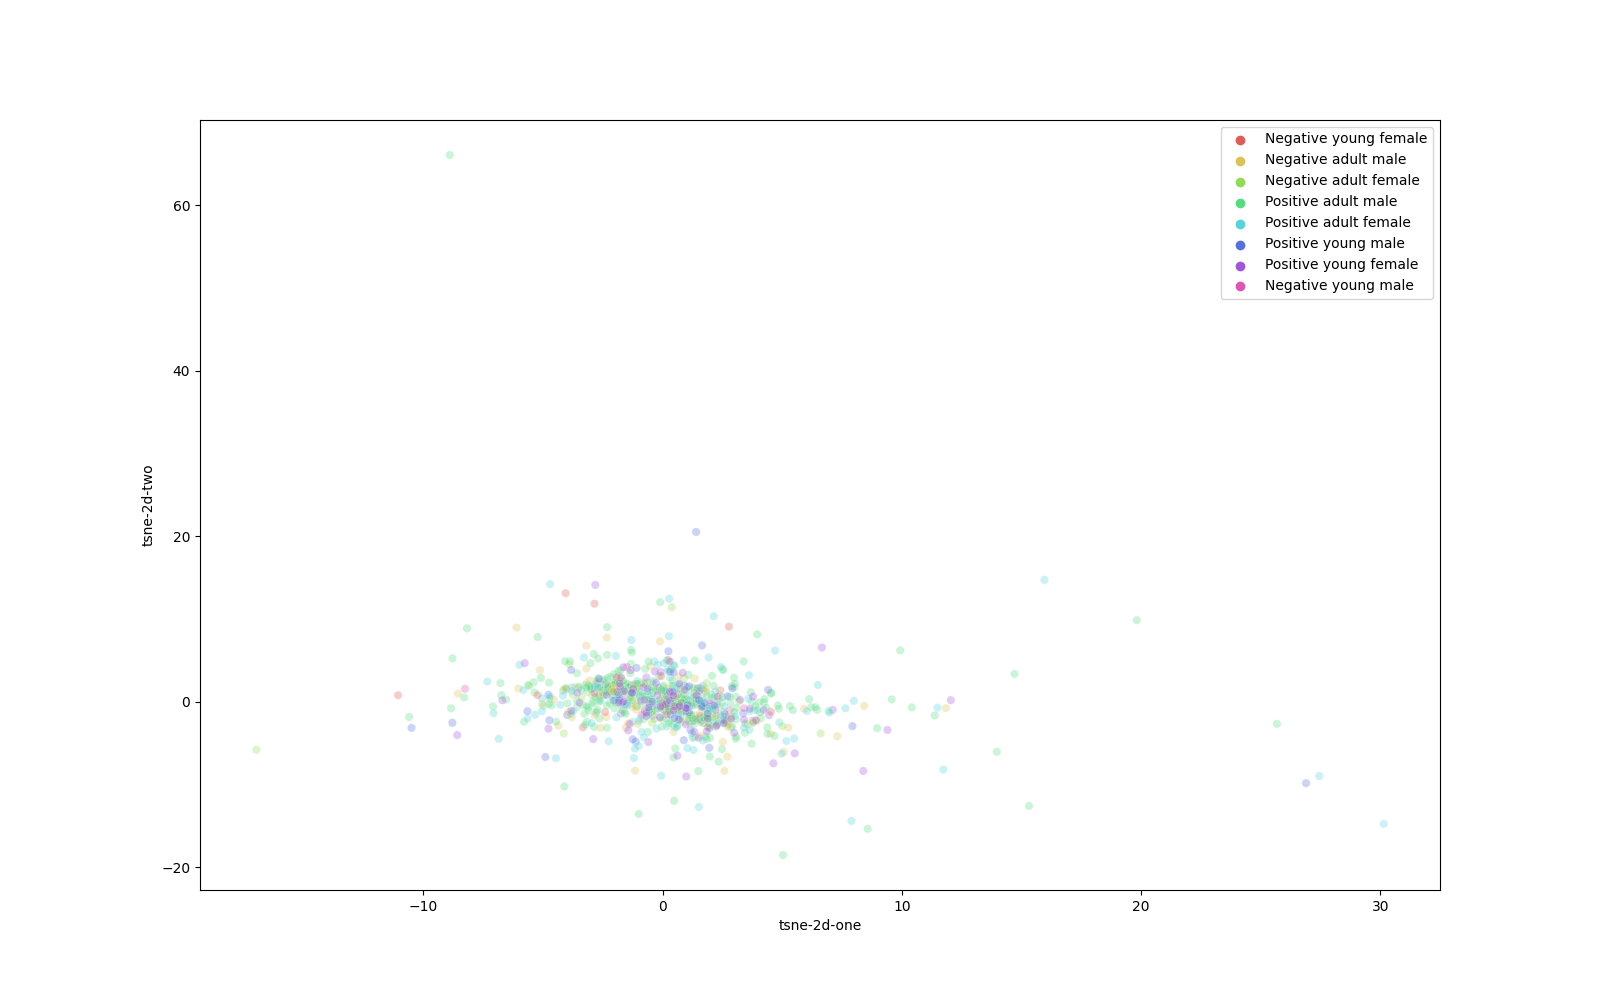 Negative young female
Negative adult male
Negative adult female
Positive adult male
Positive adult female
Positive young male
Positive young female
Negative young male
60
40
20
0
−20
tsne-2d-two
−10 0 10 20 30
tsne-2d-one